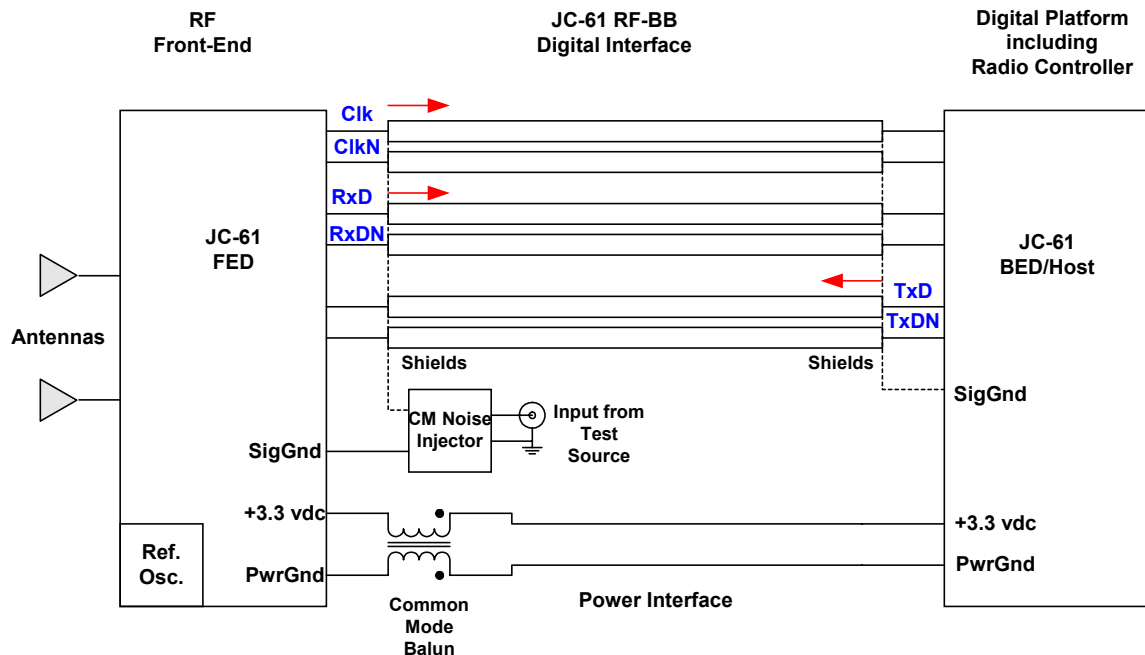 RF
Front-End
JC-61 RF-BB
Digital Interface
Digital Platform
including
Radio Controller
Clk
ClkN
RxD
RxDN
JC-61
FED
JC-61
BED/Host
TxD
TxDN
Antennas
Shields
Shields
SigGnd
CM Noise
Injector
Input from
Test
Source
SigGnd
+3.3 vdc
+3.3 vdc
Ref.
Osc.
PwrGnd
PwrGnd
Common
Mode
Balun
Power Interface